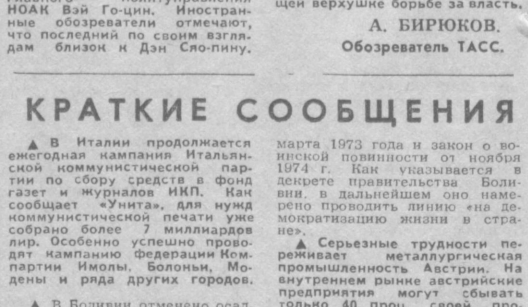 НОАК Вэй Го-цин. Иностран-
ные обозреватели отмечают,
что последний по своим взгля-
дам близок к Дэн Сяо-пину.
щей верхушке борьбе за власть.
А. БИРЮКОВ.
Обозреватель ТАСС.
КРАТКИЕ СООБЩЕНИЯ
▲ В Италии продолжается
ежегодная кампания Итальян-
ской коммунистической пар-
тии по сбору средств в фонд
газет и журналов ИКП. Как
сообщает «Унита», для нужд
коммунистической печати уже
собрано более 7 миллиардов
лир. Особенно успешно прово-
дят кампанию федерации Ком-
партии Имолы, Болоньи, Мо-
дены и ряда других городов.
▲ В Боливии отменено осад-
марта 1973 года и закон о во-
инской повинности от ноября
1974 г. Как указывается в
декрете правительства Боли-
вии, в дальнейшем оно наме-
рено проводить линию «на де-
мократизацию жизни в стра-
не».
▲ Серьезные трудности пе-
реживает металлургическая
промышленность Австрии. На
внутреннем рынке австрийские
предприятия могут сбывать
только 40 проц. своей